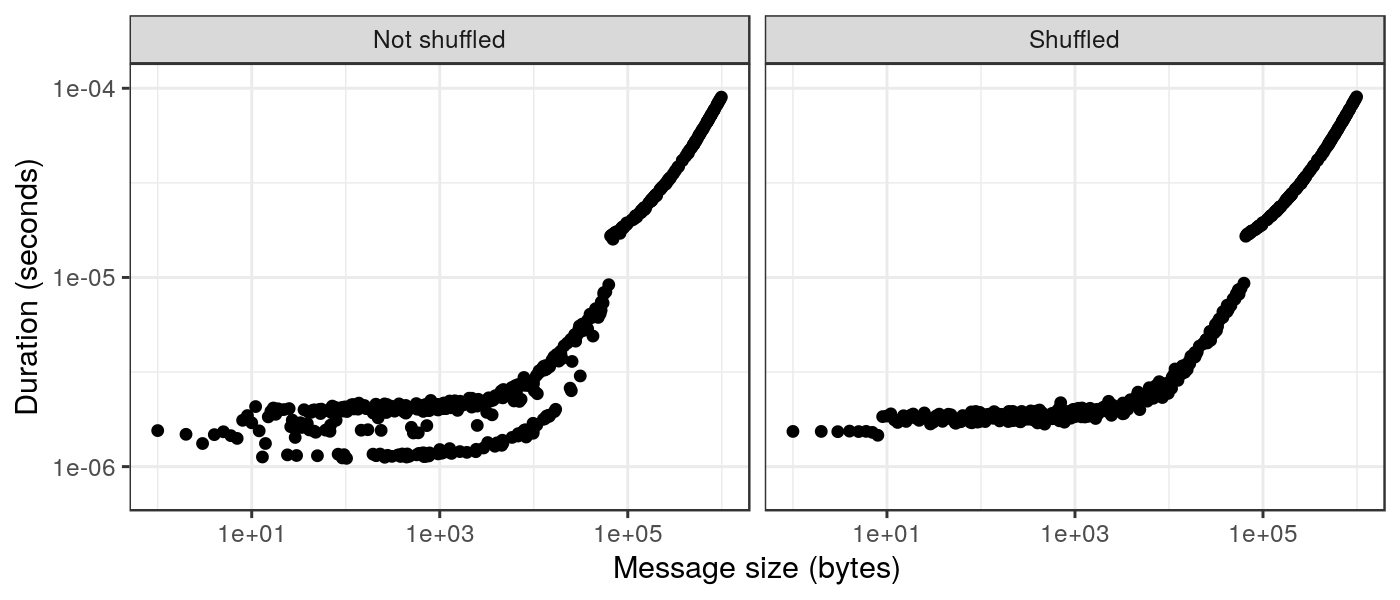 Not shuffled
Shuffled
Duration (seconds)
1e-04
1e-05
1e-06
1e+01 1e+03 1e+05
1e+01 1e+03 1e+05
Message size (bytes)